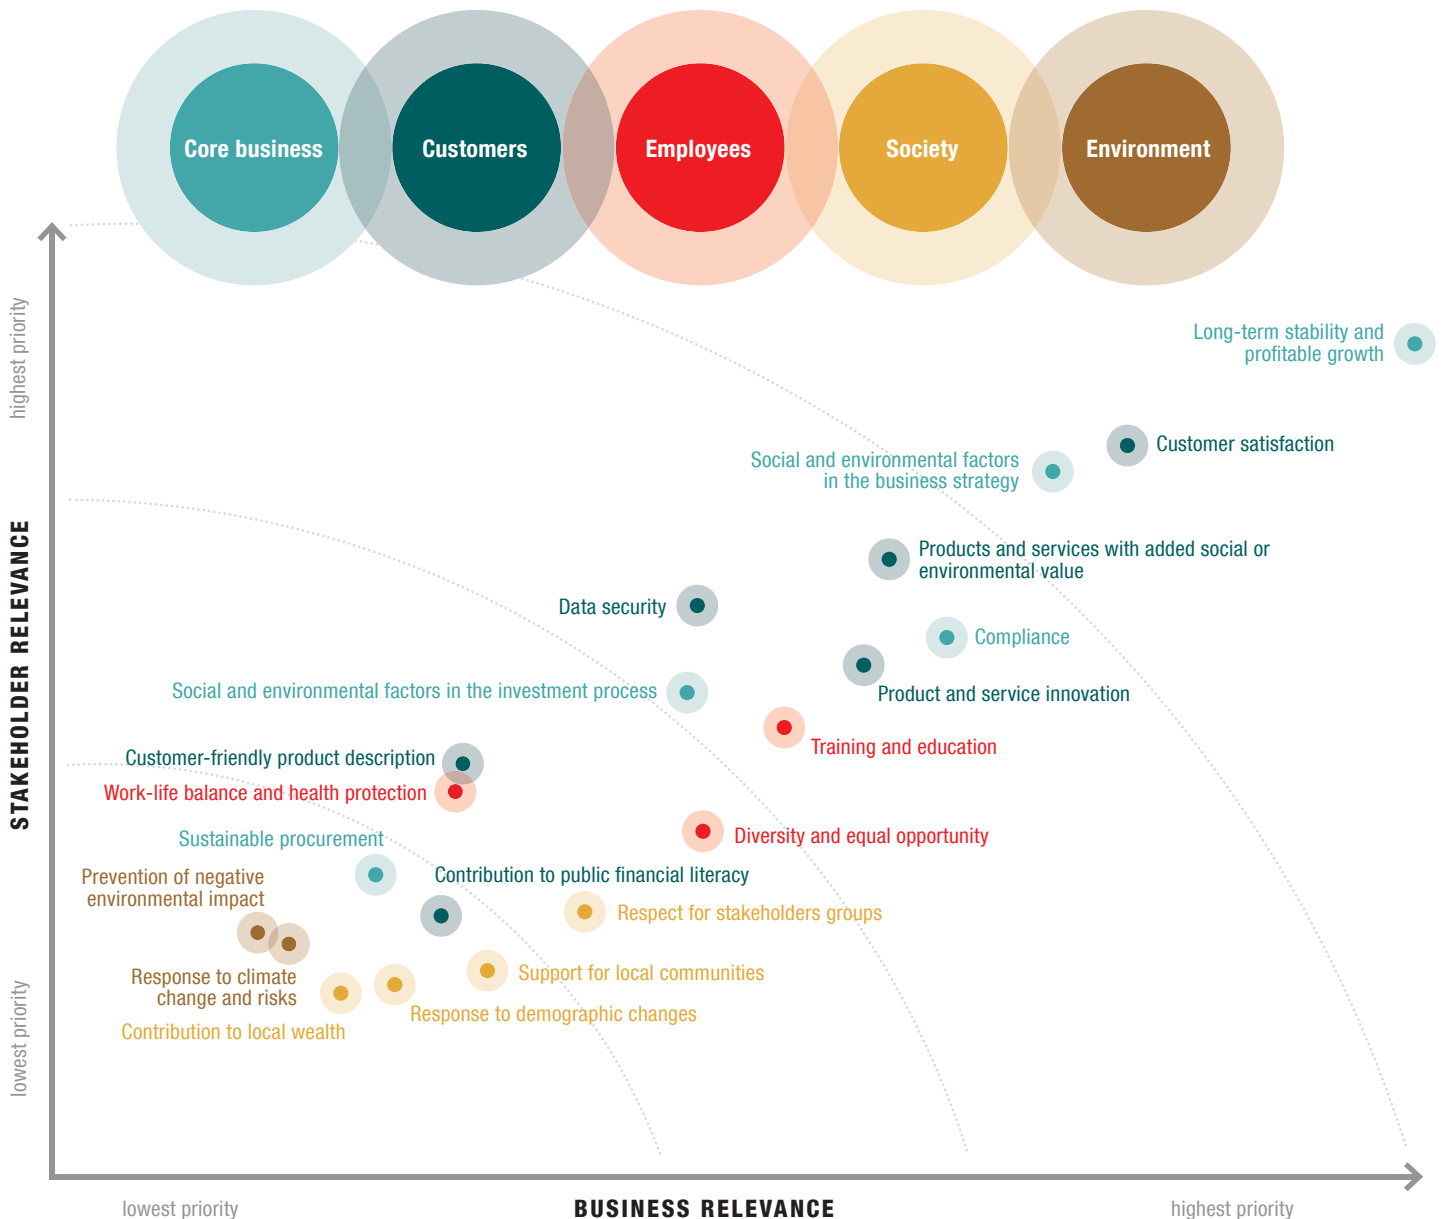 Core business
Customers
Employees
Society
Environment
highest priority
STAKEHOLDER RELEVANCE
lowest priority
Long-term stability and
profitable growth
Customer satisfaction
Social and environmental factors
in the business strategy
Products and services with added social or
environmental value
Data security
Compliance
Social and environmental factors in the investment process
Product and service innovation
Training and education
Customer-friendly product description
Work-life balance and health protection
Sustainable procurement
Diversity and equal opportunity
Prevention of negative
environmental impact
Contribution to public financial literacy
Respect for stakeholders groups
Response to climate
change and risks
Support for local communities
Response to demographic changes
Contribution to local wealth
lowest priority
BUSINESS RELEVANCE
highest priority